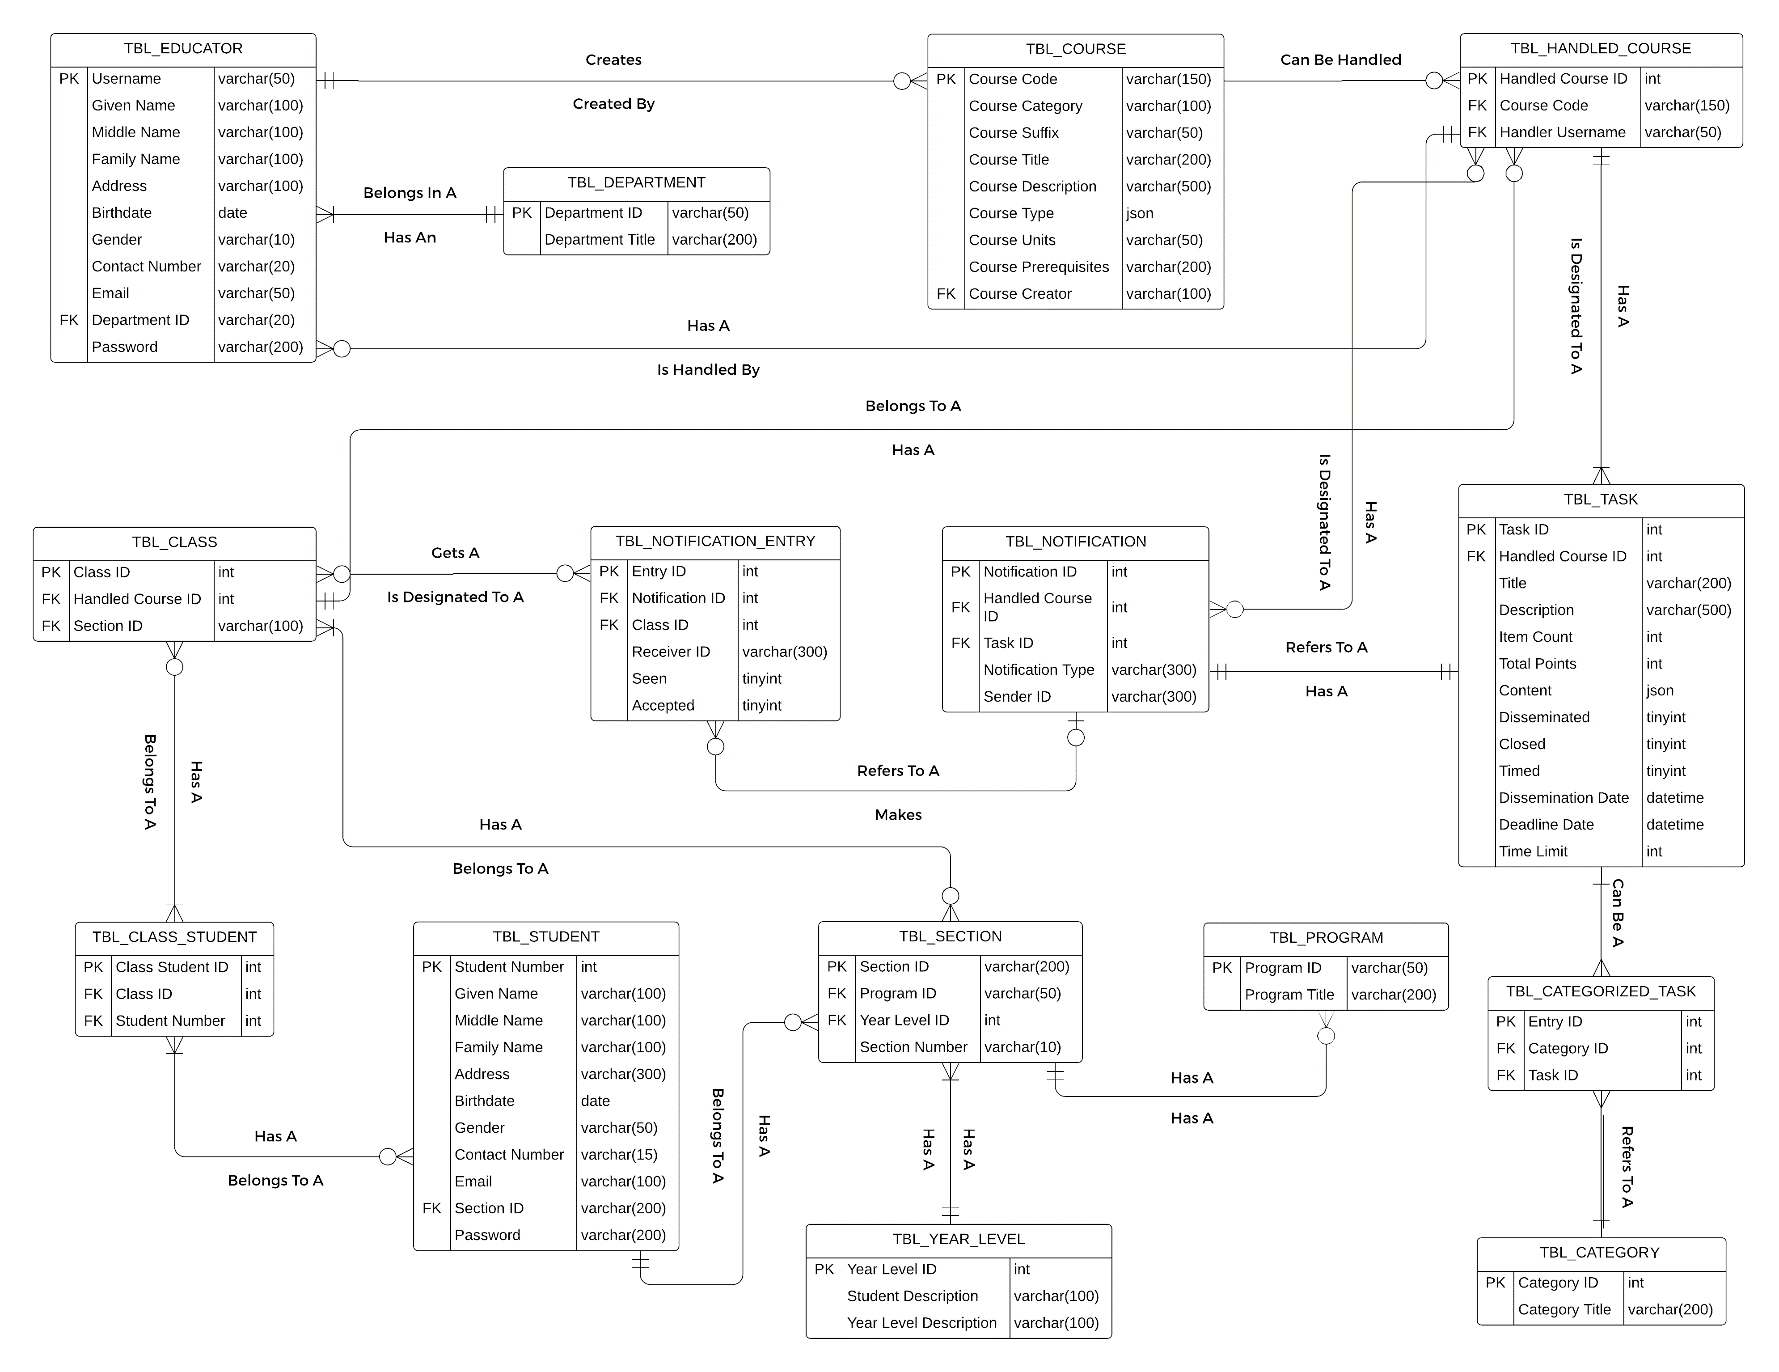 TBL_EDUCATOR
PK Username varchar(50)
Given Name varchar(100)
Middle Name varchar(100)
Family Name varchar(100)
Address varchar(100)
Birthdate date
Gender varchar(10)
Contact Number varchar(20)
Email varchar(50)
FK Department ID varchar(20)
Password varchar(200)
Creates
Created By
TBL_COURSE
PK Course Code varchar(150)
Course Category varchar(100)
Course Suffix varchar(50)
Course Title varchar(200)
Course Description varchar(500)
Course Type json
Course Units varchar(50)
Course Prerequisites varchar(200)
FK Course Creator varchar(100)
Can Be Handled
TBL_HANDLED_COURSE
PK Handled Course ID int
FK Course Code varchar(150)
FK Handler Username varchar(50)
Belongs In A
Has An
TBL_DEPARTMENT
PK Department ID varchar(50)
Department Title varchar(200)
Has A
Is Handled By
Is Designated To A
Has A
Belongs To A
Has A
Is Designated To A
Has A
TBL_CLASS
PK Class ID int
FK Handled Course ID int
FK Section ID varchar(100)
Gets A
Is Designated To A
TBL_NOTIFICATION_ENTRY
PK Entry ID int
FK Notification ID int
FK Class ID int
Receiver ID varchar(300)
Seen tinyint
Accepted tinyint
TBL_NOTIFICATION
PK Notification ID int
FK Handled Course
ID int
FK Task ID int
Notification Type varchar(300)
Sender ID varchar(300)
Refers To A
Has A
TBL_TASK
PK Task ID int
FK Handled Course ID int
Title varchar(200)
Description varchar(500)
Item Count int
Total Points int
Content json
Disseminated tinyint
Closed tinyint
Timed tinyint
Dissemination Date datetime
Deadline Date datetime
Time Limit int
Belongs To A
Has A
Refers To A
Makes
Has A
Belongs To A
Can Be A
TBL_CLASS_STUDENT
PK Class Student ID int
FK Class ID int
FK Student Number int
TBL_STUDENT
PK Student Number int
Given Name varchar(100)
Middle Name varchar(100)
Family Name varchar(100)
Address varchar(300)
Birthdate date
Gender varchar(50)
Contact Number varchar(15)
Email varchar(100)
FK Section ID varchar(200)
Password varchar(200)
TBL_SECTION
PK Section ID varchar(200)
FK Program ID varchar(50)
FK Year Level ID int
Section Number varchar(10)
TBL_PROGRAM
PK Program ID varchar(50)
Program Title varchar(200)
TBL_CATEGORIZED_TASK
PK Entry ID int
FK Category ID int
FK Task ID int
Has A
Belongs To A
Belongs To A
Has A
Has A
Has A
Has A
Has A
Refers To A
TBL_YEAR_LEVEL
PK Year Level ID int
Student Description varchar(100)
Year Level Description varchar(100)
TBL_CATEGORY
PK Category ID int
Category Title varchar(200)